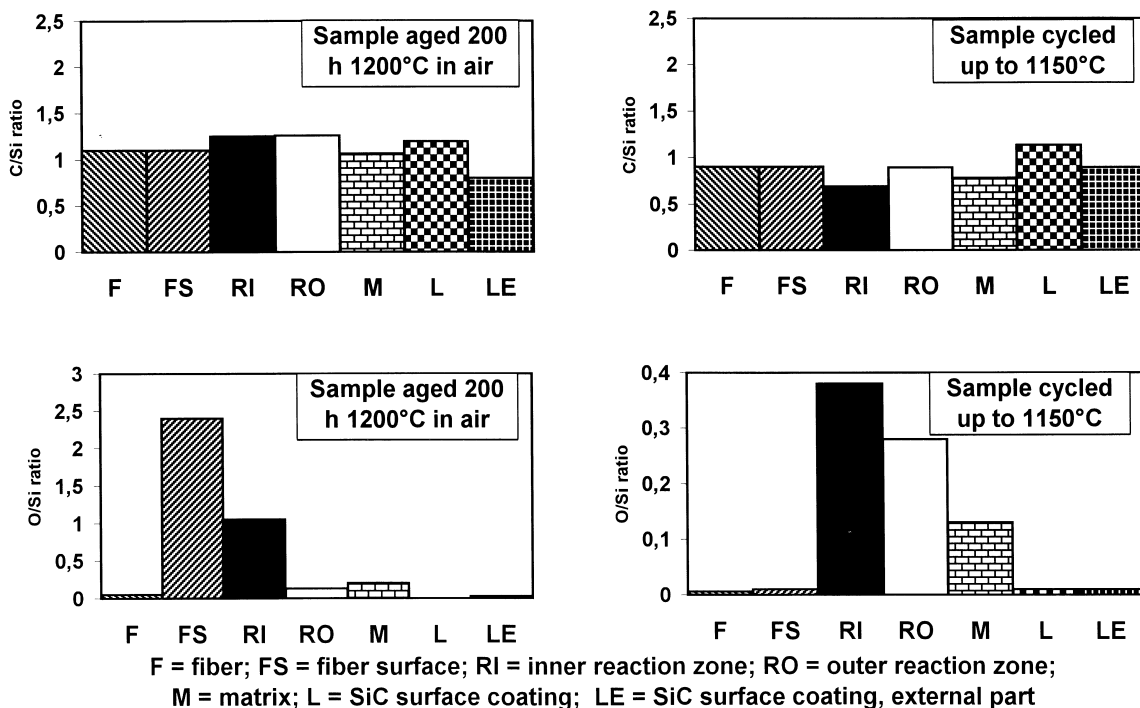 2,5
2
1,5
1
0,5
0
C/Si ratio
Sample aged 200
h 1200°C in air
F FS RI RO M L LE
2,5
2
1,5
1
0,5
0
C/Si ratio
Sample cycled
up to 1150°C
F FS RI RO M L LE
3
2,5
2
1,5
1
0,5
0
O/Si ratio
Sample aged 200
h 1200°C in air
F FS RI RO M L LE
0,4
0,3
0,2
0,1
0
O/Si ratio
Sample cycled
up to 1150°C
F FS RI RO M L LE
F = fiber; FS = fiber surface; RI = inner reaction zone; RO = outer reaction zone;
M = matrix; L = SiC surface coating; LE = SiC surface coating, external part